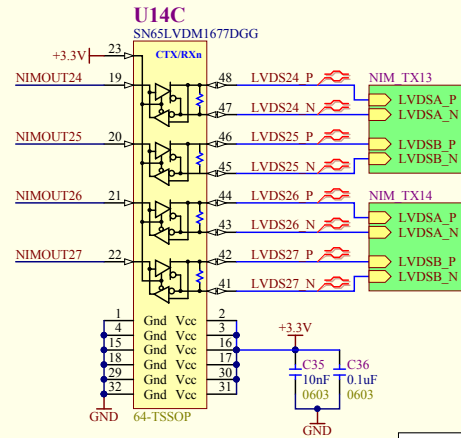 U14C
SN65LVDM1677DGG
+3.3V 23 CTX/RXn
NIMOUT24 19 48 LVDS24_P NIM_TX13
LVDSA_P
47 LVDS24_N LVDSA_N
NIMOUT25 20 46 LVDS25_P LVDSB_P
45 LVDS25_N LVDSB_N
NIMOUT26 21 44 LVDS26_P NIM_TX14
LVDSA_P
43 LVDS26_N LVDSA_N
NIMOUT27 22 42 LVDS27_P LVDSB_P
41 LVDS27_N LVDSB_N
1 Gnd Vcc 2
4 Gnd Vcc 3
15 Gnd Vcc 16
18 Gnd Vcc 17
29 Gnd Vcc 30
32 Gnd Vcc 31
GND
64-TSSOP
+3.3V
C35
10nF
0603
C36
0.1uF
0603
GND